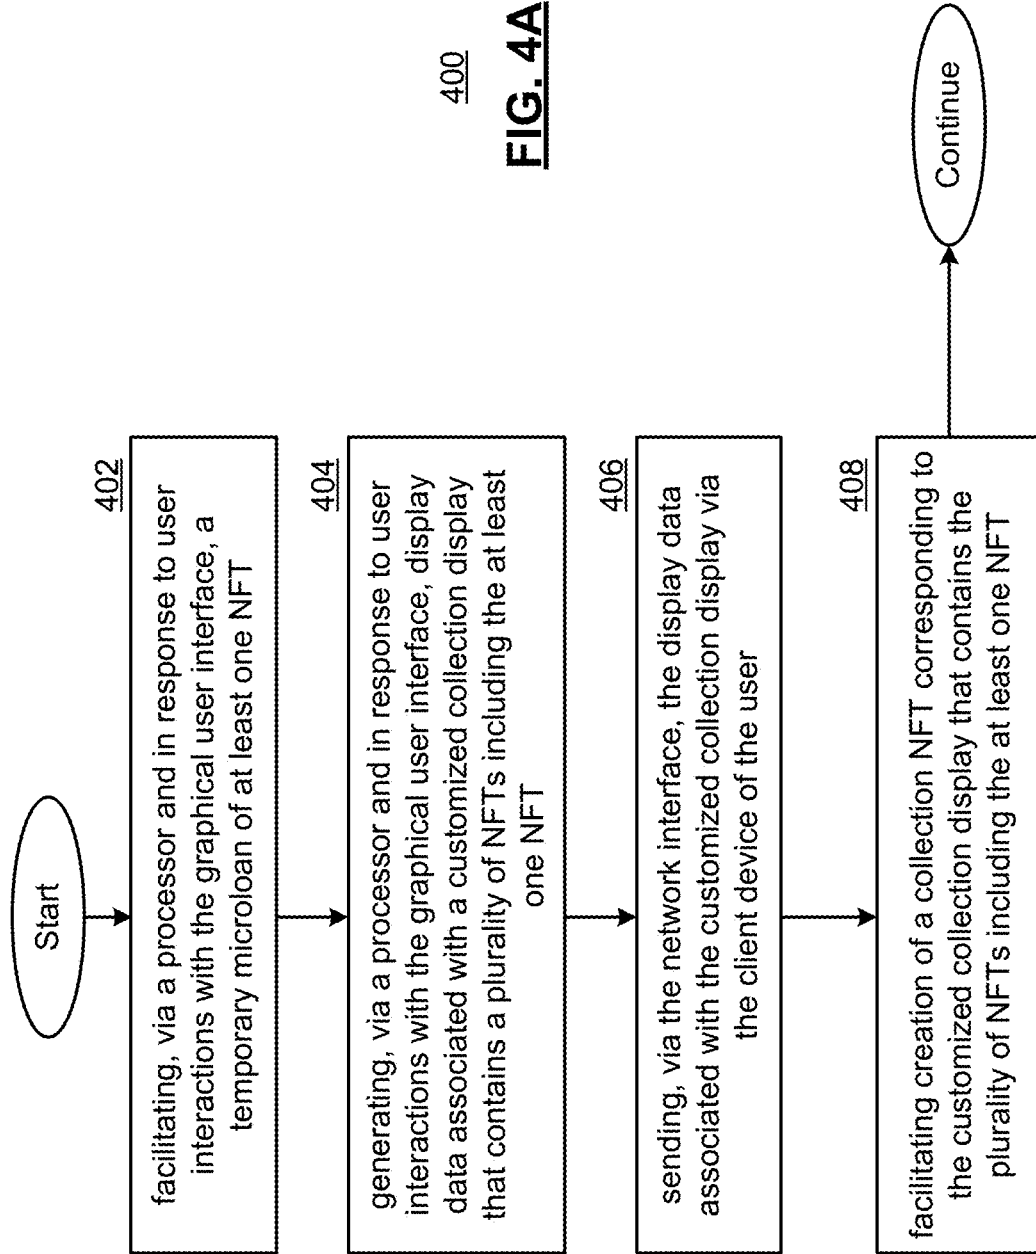 400
FIG. 4A
Start
402
facilitating, via a processor and in response to user
interactions with the graphical user interface, a
temporary microloan of at least one NFT
404
generating, via a processor and in response to user
interactions with the graphical user interface, display
data associated with a customized collection display
that contains a plurality of NFTs including the at least
one NFT
406
sending, via the network interface, the display data
associated with the customized collection display via
the client device of the user
408
facilitating creation of a collection NFT corresponding to
the customized collection display that contains the
plurality of NFTs including the at least one NFT
Continue